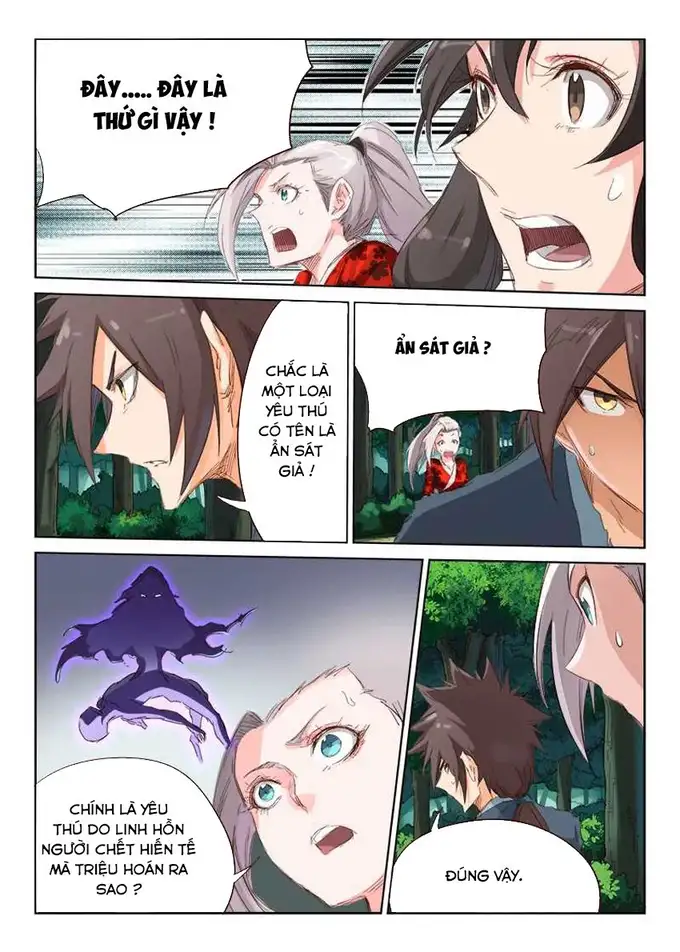 ĐÂY..... ĐÂY LÀ
THỨ GÌ VẬY !
CHẮC LÀ
MỘT LOẠI
YÊU THÚ
CÓ TÊN LÀ
ẨN SÁT
GIẢ !
ẨN SÁT GIẢ ?
CHÍNH LÀ YÊU
THÚ DO LINH HỒN
NGƯỜI CHẾT HIẾN TẾ
MÀ TRIỆU HOÁN RA
SAO ?
ĐÚNG VẬY.